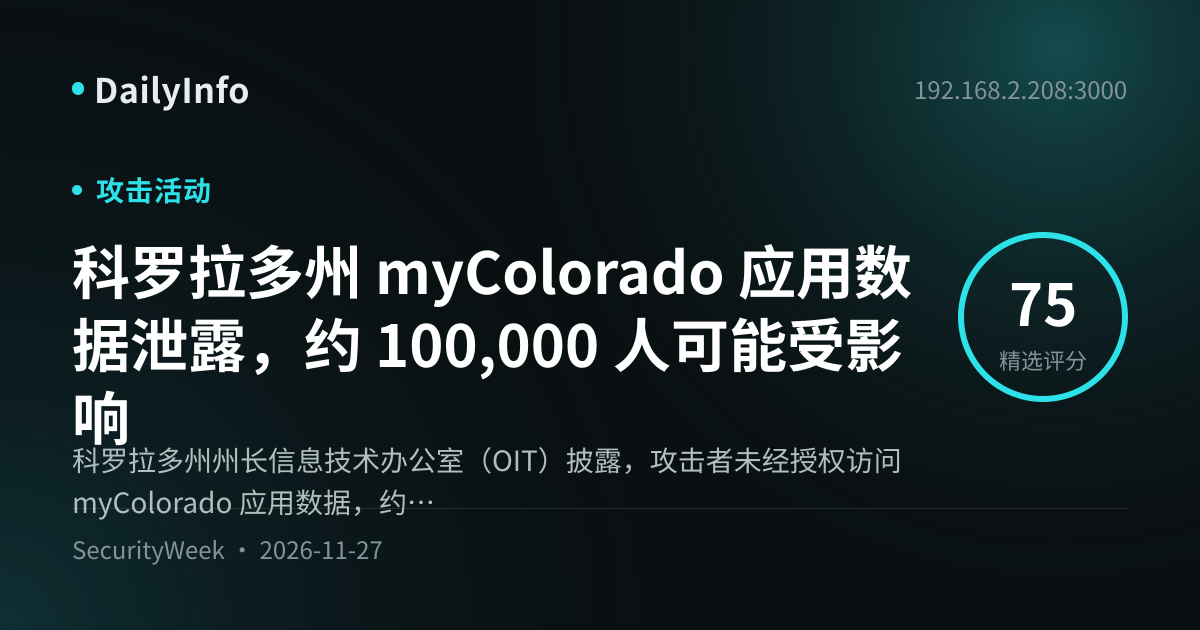 DailyInfo
192.168.2.208:3000
攻击活动
科罗拉多州 myColorado 应用数
据泄露，约 100,000 人可能受影
响
75
精选评分
科罗拉多州州长信息技术办公室（OIT）披露，攻击者未经授权访问
myColorado 应用数据，约…
SecurityWeek · 2026-11-27